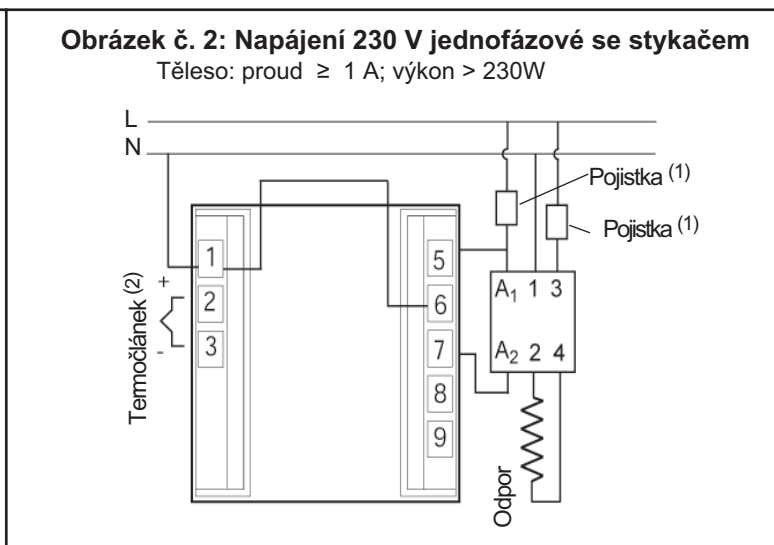 Obrázek č. 2: Napájení 230 V jednofázové se stykačem
Těleso: proud ≥ 1 A; výkon > 230W
L
N
Pojistka (1)
Pojistka (1)
Termočlánek (2)
+
-
1
2
3
5
6
7
8
9
A1 1 3
A2 2 4
Odpor